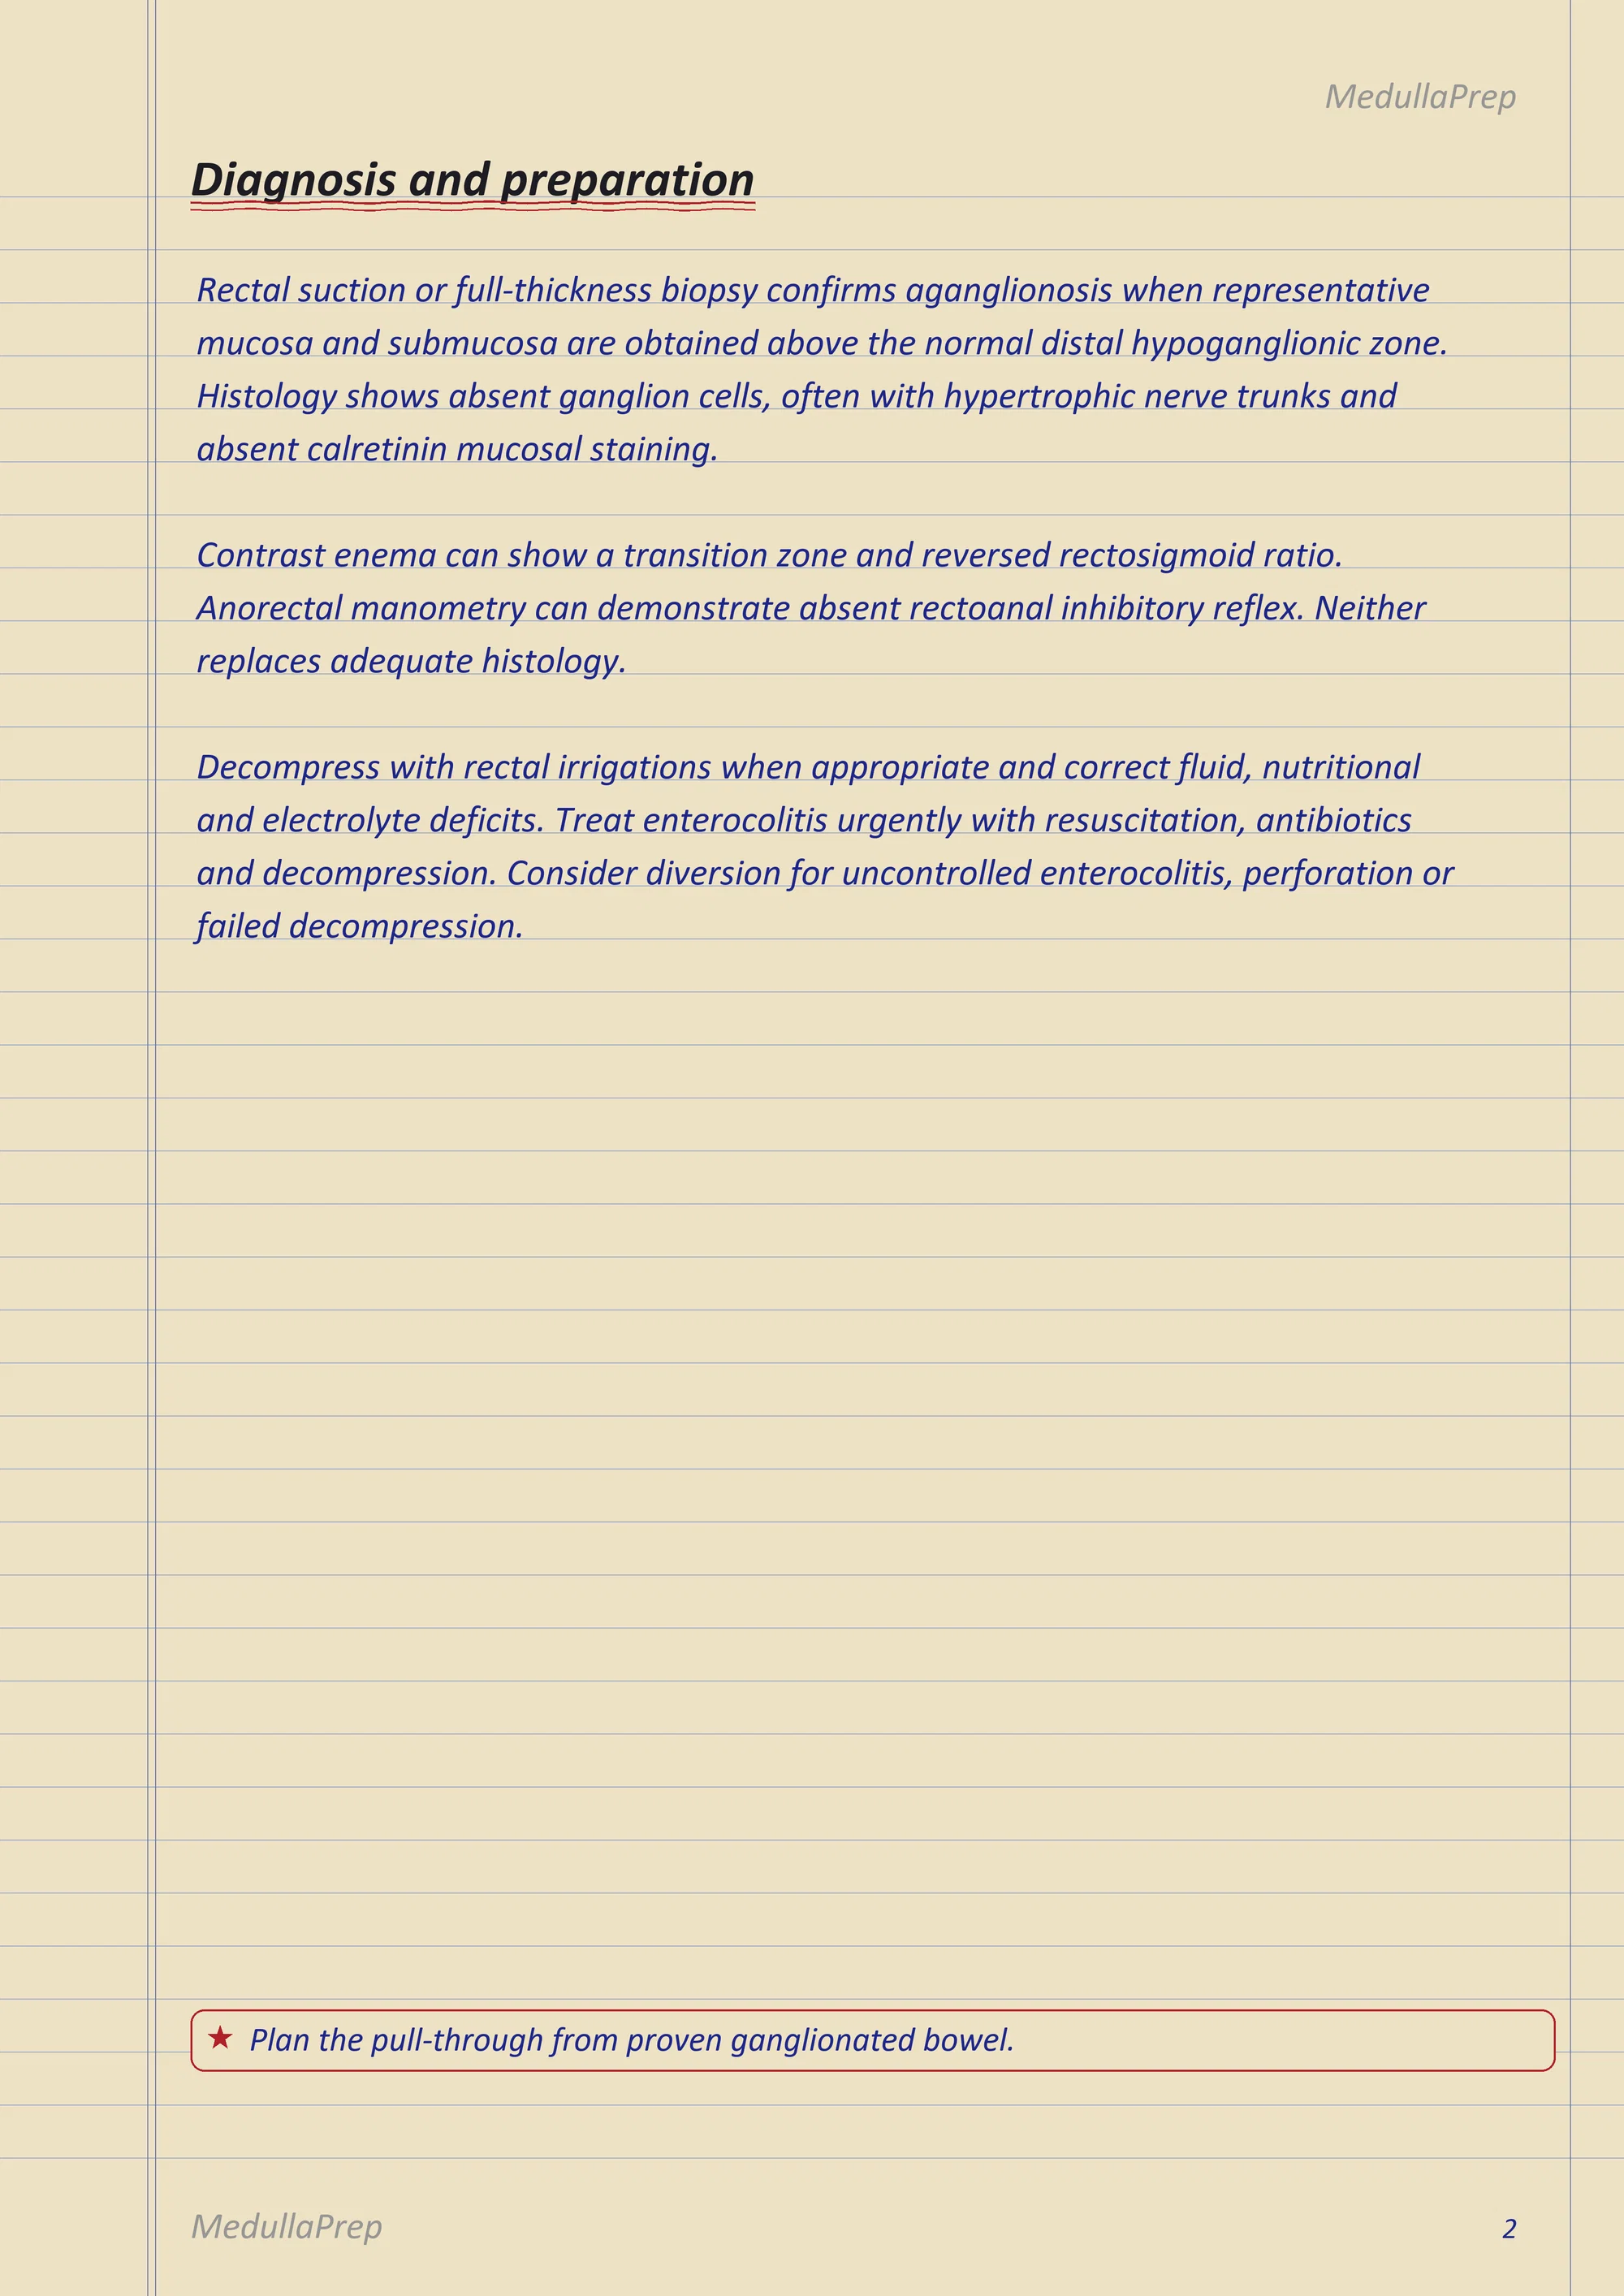 MedullaPrep
Diagnosis and preparation
Rectal suction or full-thickness biopsy confirms aganglionosis when representative
mucosa and submucosa are obtained above the normal distal hypoganglionic zone.
Histology shows absent ganglion cells, often with hypertrophic nerve trunks and
absent calretinin mucosal staining.
Contrast enema can show a transition zone and reversed rectosigmoid ratio.
Anorectal manometry can demonstrate absent rectoanal inhibitory reflex. Neither
replaces adequate histology.
Decompress with rectal irrigations when appropriate and correct fluid, nutritional
and electrolyte deficits. Treat enterocolitis urgently with resuscitation, antibiotics
and decompression. Consider diversion for uncontrolled enterocolitis, perforation or
failed decompression.
★ Plan the pull-through from proven ganglionated bowel.
MedullaPrep
2